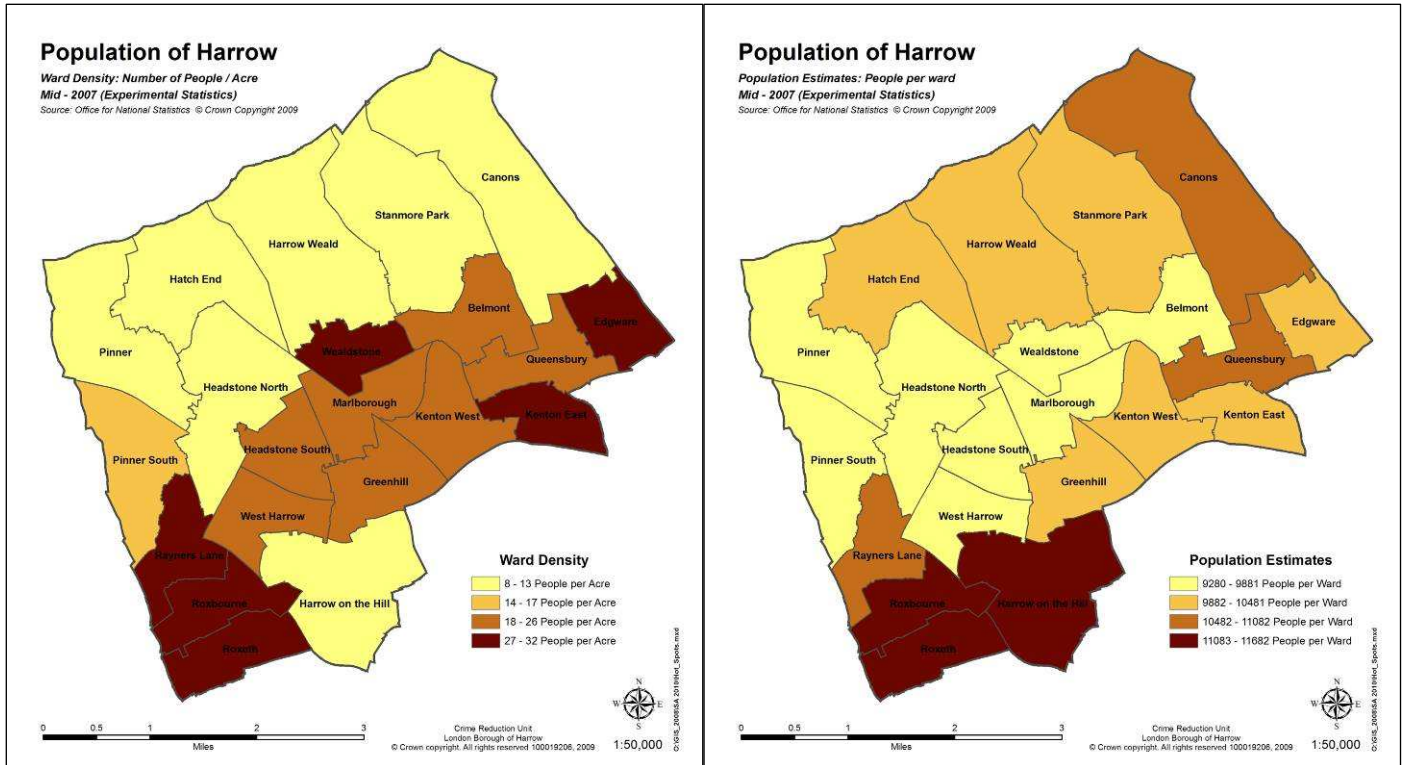 Population of Harrow
Ward Density: Number of People / Acre
Mid - 2007 (Experimental Statistics)
Source: Office for National Statistics © Crown Copyright 2009
Canons
Stanmore Park
Harrow Weald
Hatch End
Belmont
Edgware
Wealdstone
Pinner
Queensbury
Headstone North
Marlborough
Kenton West
Kenton East
Headstone South
Pinner South
Greenhill
West Harrow
Rayners Lane
Roxbourne
Harrow on the Hill
Roxeth
Ward Density
8 - 13 People per Acre
14 - 17 People per Acre
18 - 26 People per Acre
27 - 32 People per Acre
N
W E
S
0 0.5 1 2 3
Miles
Crime Reduction Unit
London Borough of Harrow
© Crown copyright. All rights reserved 100019206, 2009
1:50,000
Population of Harrow
Population Estimates: People per ward
Mid - 2007 (Experimental Statistics)
Source: Office for National Statistics © Crown Copyright 2009
Canons
Stanmore Park
Harrow Weald
Hatch End
Belmont
Edgware
Wealdstone
Pinner
Queensbury
Headstone North
Marlborough
Kenton West
Kenton East
Headstone South
Pinner South
Greenhill
West Harrow
Rayners Lane
Roxbourne
Harrow on the Hill
Roxeth
Population Estimates
9280 - 9881 People per Ward
9882 - 10481 People per Ward
10482 - 11082 People per Ward
11083 - 11682 People per Ward
N
W E
S
0 0.5 1 2 3
Miles
Crime Reduction Unit
London Borough of Harrow
© Crown copyright. All rights reserved 100019206, 2009
1:50,000